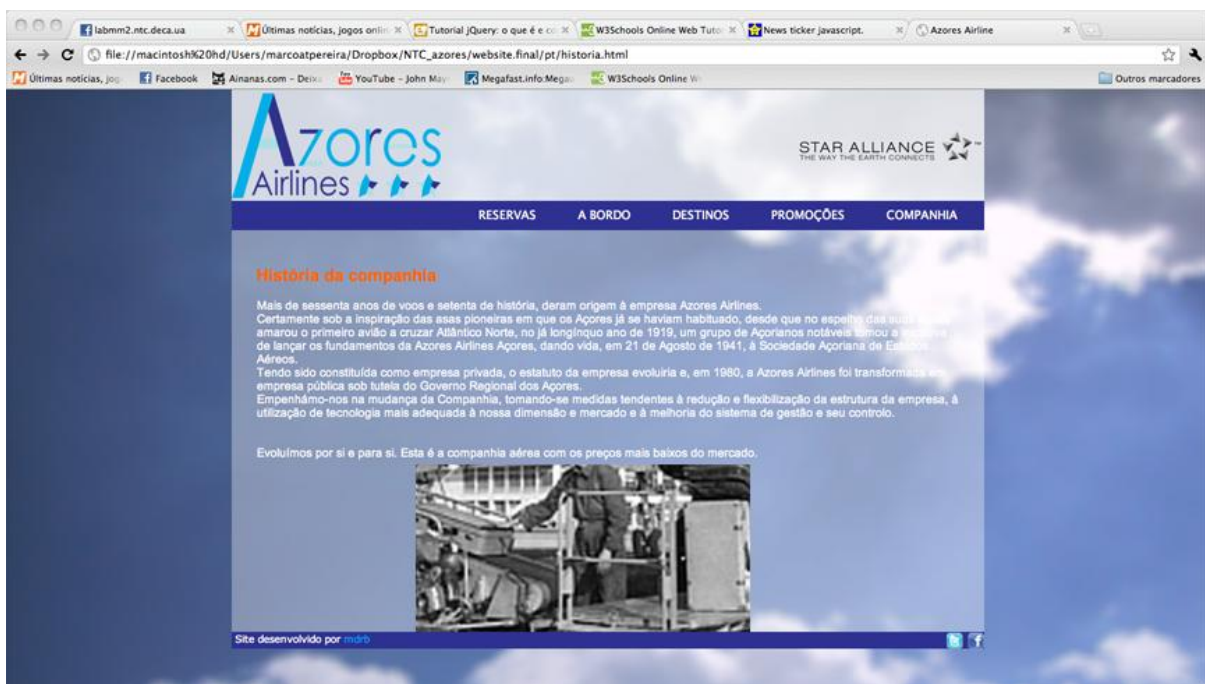 labmm2.ntc.deca.ua
Últimas notícias, jogos onlin
Tutorial jQuery: o que é e co
W3Schools Online Web Tutor
News ticker javascript.
Azores Airline
file://macintosh%20hd/Users/marcoatpereira/Dropbox/NTC_azores/website.final/pt/historia.html
Últimas notícias, jog
Facebook
Ainanas.com – Deixa
YouTube – John May
Megafast.info:Mega
W3Schools Online W
Outros marcadores
Azores
Airlines
STAR ALLIANCE
THE WAY THE EARTH CONNECTS
RESERVAS A BORDO DESTINOS PROMOÇÕES COMPANHIA
História da companhia
Mais de sessenta anos de voos e setenta de história, deram origem à empresa Azores Airlines.
Certamente sob a inspiração das asas pioneiras em que os Açores já se haviam habituado, desde que no espelho das suas
amarou o primeiro avião a cruzar Atlântico Norte, no já longínquo ano de 1919, um grupo de Açorianos notáveis tomou a
de lançar os fundamentos da Azores Airlines Açores, dando vida, em 21 de Agosto de 1941, à Sociedade Açoriana de
Aéreos.
Tendo sido constituída como empresa privada, o estatuto da empresa evoluiria e, em 1980, a Azores Airlines foi transformada em
empresa pública sob tutela do Governo Regional dos Açores.
Empenhámo-nos na mudança da Companhia, tomando-se medidas tendentes à redução e flexibilização da estrutura da empresa, à
utilização de tecnologia mais adequada à nossa dimensão e mercado e à melhoria do sistema de gestão e seu controlo.
Evoluímos por si e para si. Esta é a companhia aérea com os preços mais baixos do mercado.
Site desenvolvido por mdrb